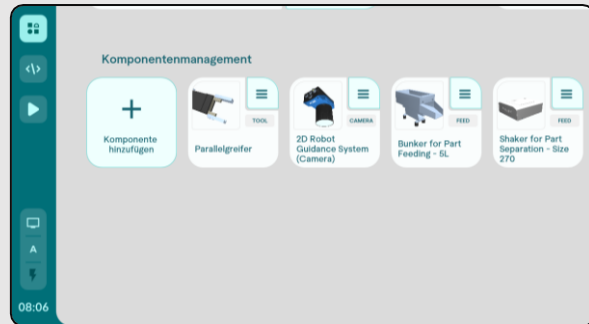 Komponentenmanagement
Komponente
hinzufügen
TOOL
Parallelgreifer
CAMERA
2D Robot
Guidance System
(Camera)
FEED
Bunker for Part
Feeding - 5L
FEED
Shaker for Part
Separation - Size
270
A
08:06